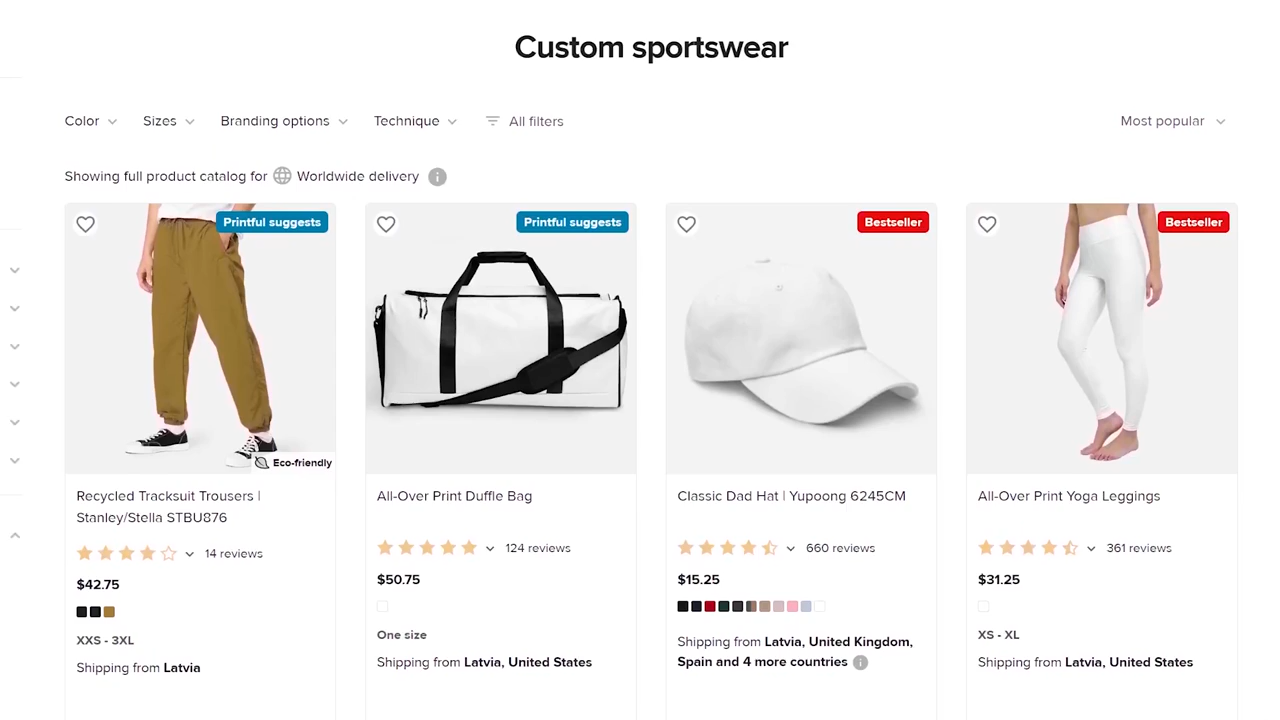 Custom sportswear
Color
Sizes
Branding options
Technique
All filters
Most popular
Showing full product catalog for Worldwide delivery
Printful suggests
Eco-friendly
Recycled Tracksuit Trousers |
Stanley/Stella STBU876
14 reviews
$42.75
XXS - 3XL
Shipping from Latvia
Printful suggests
All-Over Print Duffle Bag
124 reviews
$50.75
One size
Shipping from Latvia, United States
Bestseller
Classic Dad Hat | Yupoong 6245CM
660 reviews
$15.25
Shipping from Latvia, United Kingdom,
Spain and 4 more countries
Bestseller
All-Over Print Yoga Leggings
361 reviews
$31.25
XS - XL
Shipping from Latvia, United States